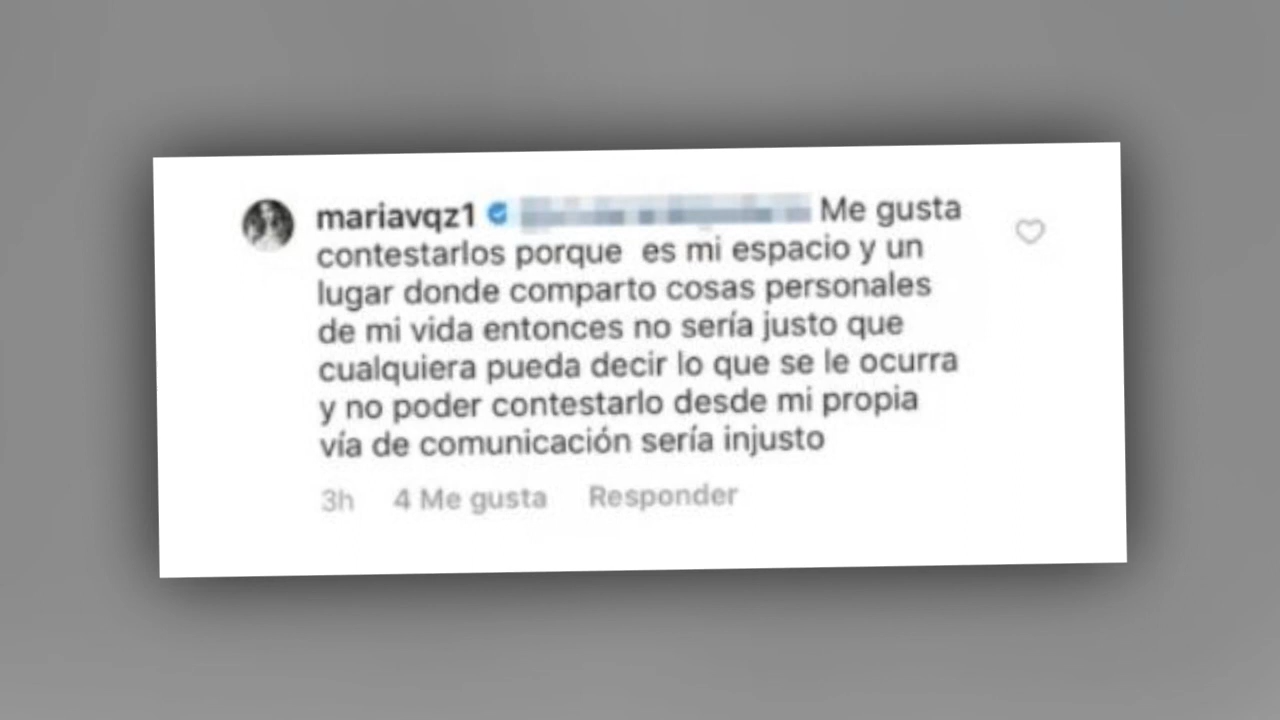 mariavqz1 Me gusta
contestarlos porque  es mi espacio y un
lugar donde comparto cosas personales
de mi vida entonces no sería justo que
cualquiera pueda decir lo que se le ocurra
y no poder contestarlo desde mi propia
vía de comunicación sería injusto
3h 4 Me gusta Responder